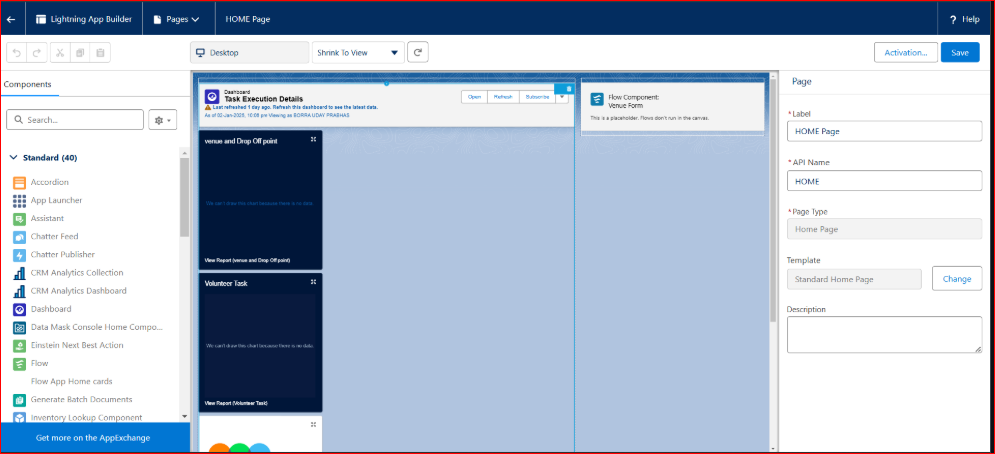 Lightning App Builder
Pages
HOME Page
? Help
Desktop
Shrink To View
Activation...
Save
Components
Search...
Standard (40)
Accordion
App Launcher
Assistant
Chatter Feed
Chatter Publisher
CRM Analytics Collection
CRM Analytics Dashboard
Dashboard
Data Mask Console Home Compo...
Einstein Next Best Action
Flow
Flow App Home cards
Generate Batch Documents
Inventory Lookup Component
Get more on the AppExchange
Dashboard
Task Execution Details
Last refreshed 1 day ago. Refresh this dashboard to see the latest data.
As of 02-Jan-2025, 10:08 pm Viewing as BORRA UDAY PRABHAS
Open
Refresh
Subscribe
venue and Drop Off point
We can't draw this chart because there is no data.
View Report (venue and Drop Off point)
Volunteer Task
We can't draw this chart because there is no data.
View Report (Volunteer Task)
Flow Component:
Venue Form
This is a placeholder. Flows don't run in the canvas.
Page
*Label
HOME Page
*API Name
HOME
*Page Type
Home Page
Template
Standard Home Page
Change
Description